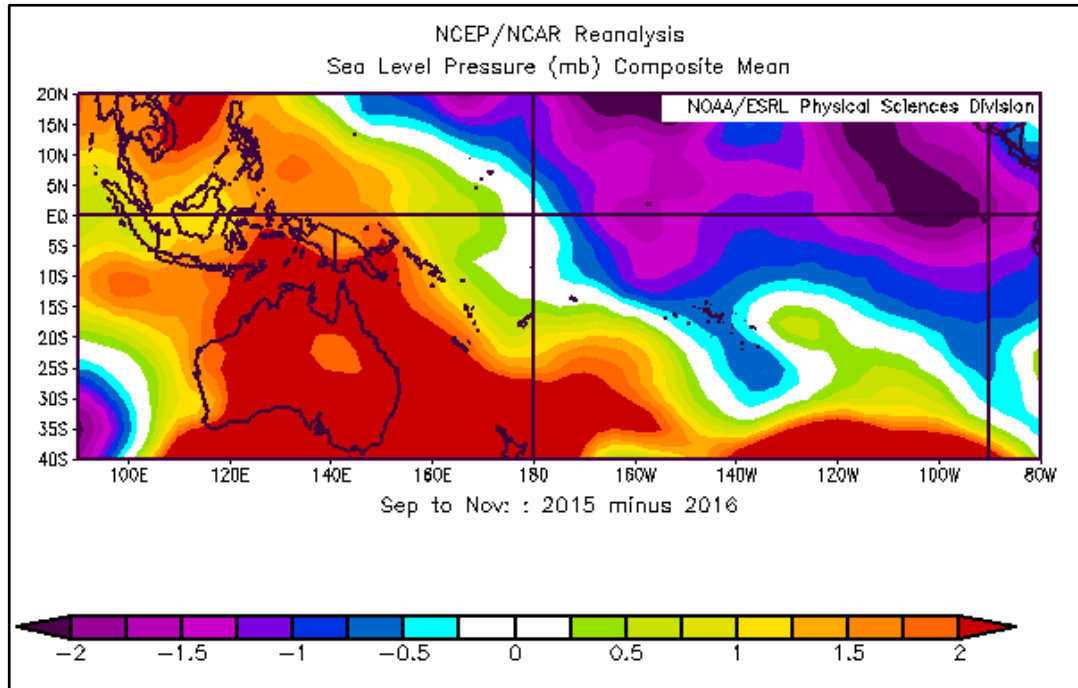 NCEP/NCAR Reanalysis
Sea Level Pressure (mb) Composite Mean
NOAA/ESRL Physical Sciences Division
20N
15N
10N
5N
EQ
5S
10S
15S
20S
25S
30S
35S
40S
100E 120E 140E 160E 180 160W 140W 120W 100W 80W
Sep to Nov: : 2015 minus 2016
-2 -1.5 -1 -0.5 0 0.5 1 1.5 2